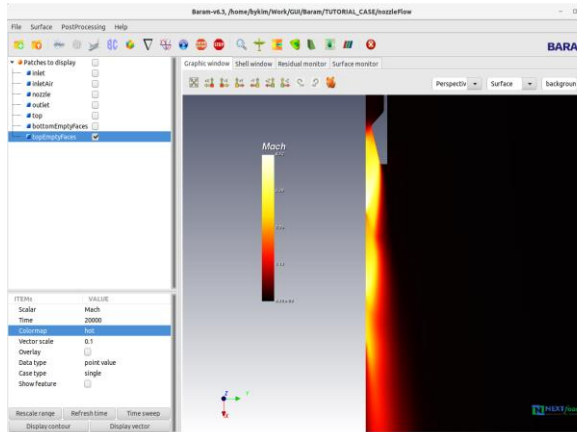 Baram-v6.3, /home/bykim/Work/GUI/Baram/TUTORIAL_CASE/nozzleFlow
File Surface PostProcessing Help
BARA
Patches to display
inlet
inletAir
nozzle
outlet
top
bottomEmptyFaces
topEmptyFaces
Graphic window Shell window Residual monitor Surface monitor
Perspectiv Surface backgroun
Mach
ITEMs VALUE
Scalar Mach
Time 20000
Colormap hot
Vector scale 0.1
Overlay
Data type point value
Case type single
Show feature
Rescale range Refresh time Time sweep
Display contour Display vector
Z Y
X
NEXTfoam